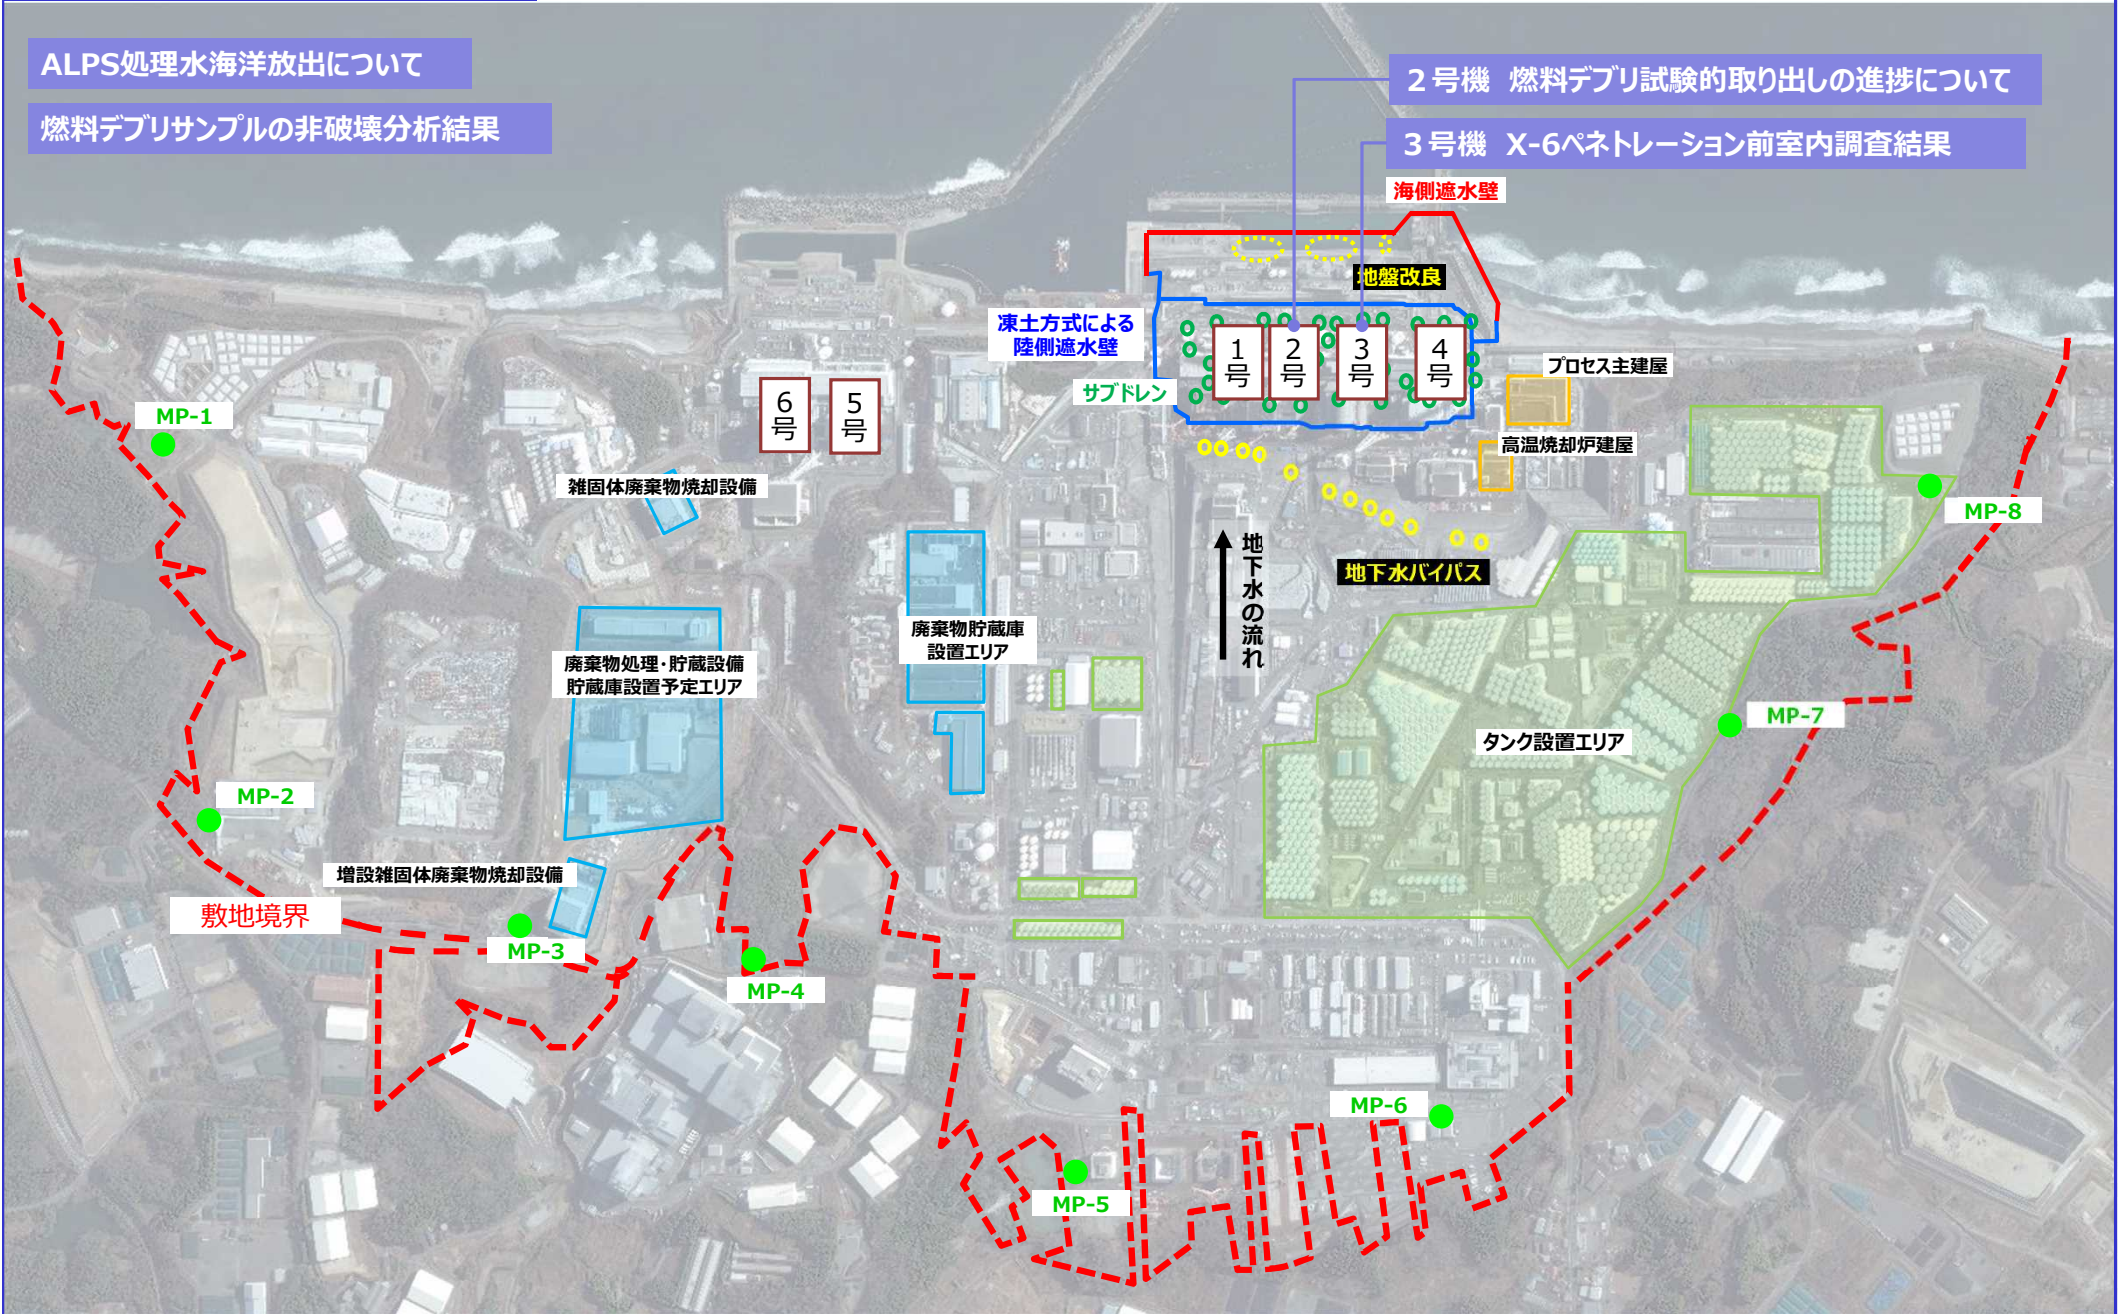 ALPS処理水海洋放出について
燃料デブリサンプルの非破壊分析結果
２号機 燃料デブリ試験的取り出しの進捗について
３号機 X-6ペネトレーション前室内調査結果
海側遮水壁
地盤改良
凍土方式による
陸側遮水壁
サブドレン
1
号
2
号
3
号
4
号
プロセス主建屋
高温焼却炉建屋
6
号
5
号
MP-1
雑固体廃棄物焼却設備
MP-8
地下水の流れ
地下水バイパス
廃棄物貯蔵庫
設置エリア
廃棄物処理・貯蔵設備
貯蔵庫設置予定エリア
MP-7
タンク設置エリア
MP-2
増設雑固体廃棄物焼却設備
敷地境界
MP-3
MP-4
MP-6
MP-5